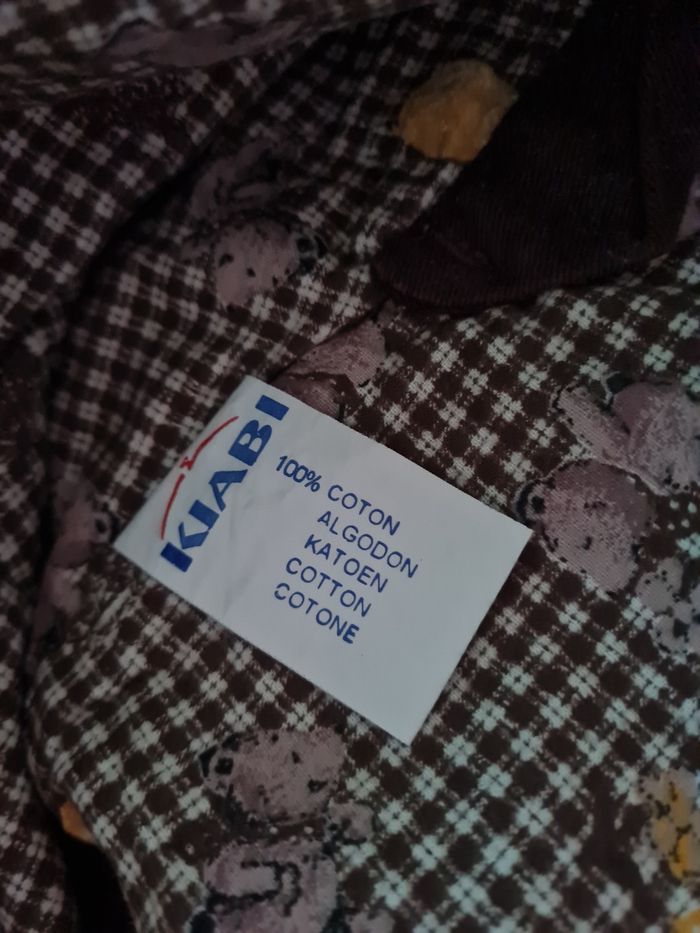 KIABI
100% COTON
ALGODON
KATOEN
COTTON
COTONE